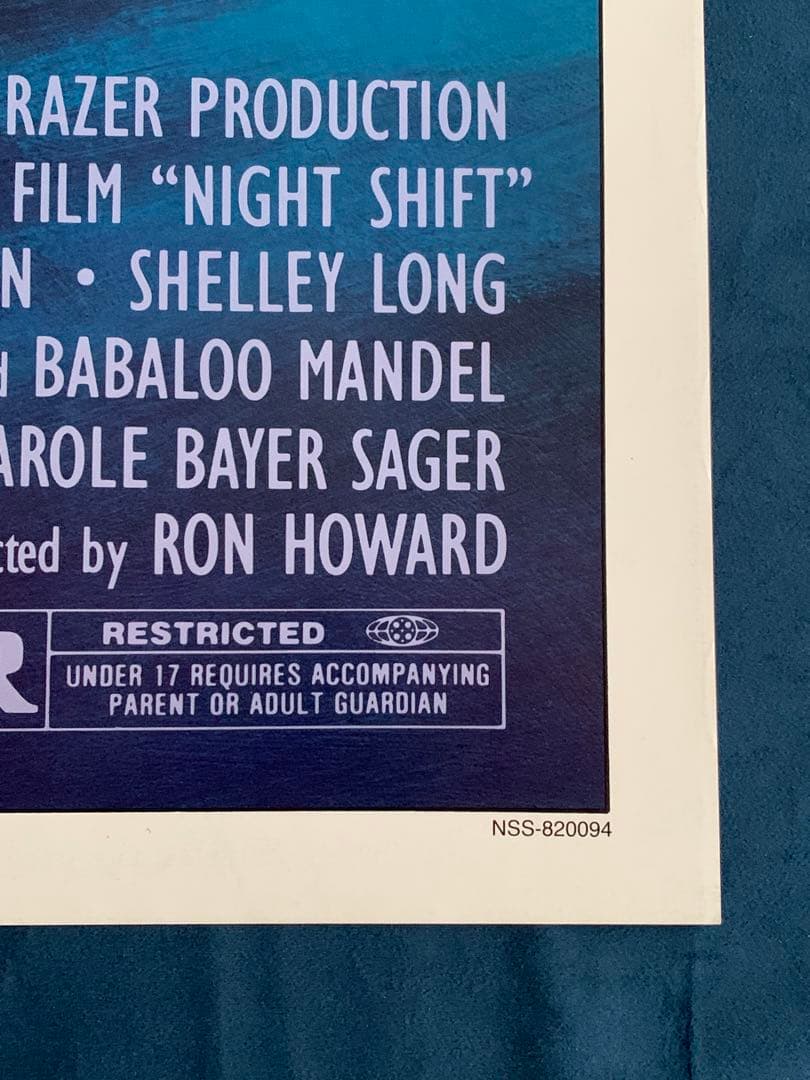 RAZER PRODUCTION
FILM “NIGHT SHIFT”
N • SHELLEY LONG
d BABALOO MANDEL
AROLE BAYER SAGER
cted by RON HOWARD
R
RESTRICTED
UNDER 17 REQUIRES ACCOMPANYING
PARENT OR ADULT GUARDIAN
NSS-820094